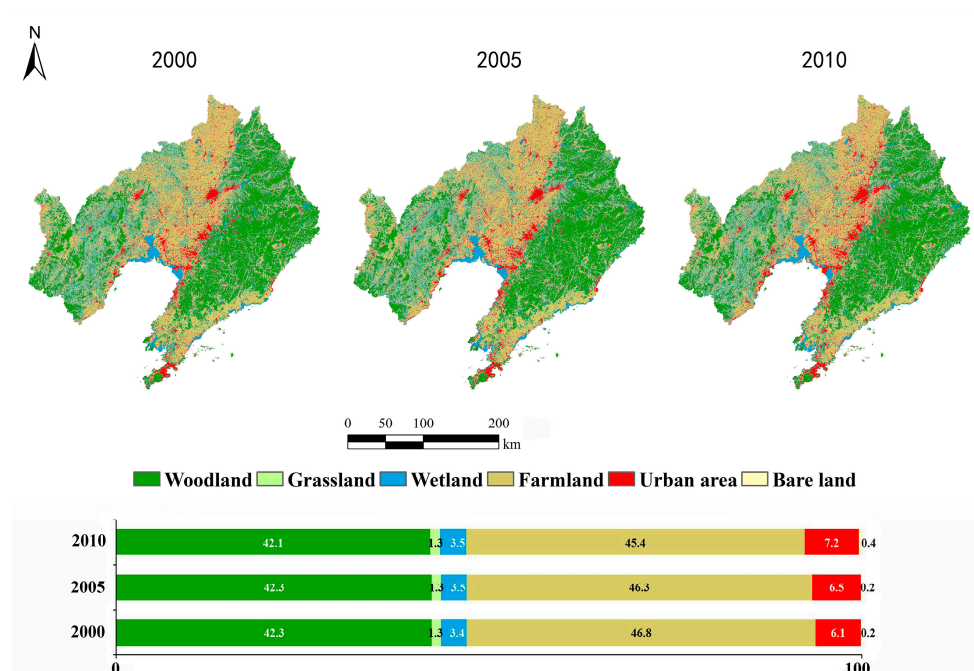 N
2000 2005 2010
0 50 100 200
km
Woodland Grassland Wetland Farmland Urban area Bare land
2010 42.1 1.3 3.5 45.4 7.2 0.4
2005 42.3 1.3 3.5 46.3 6.5 0.2
2000 42.3 1.3 3.4 46.8 6.1 0.2
0 100